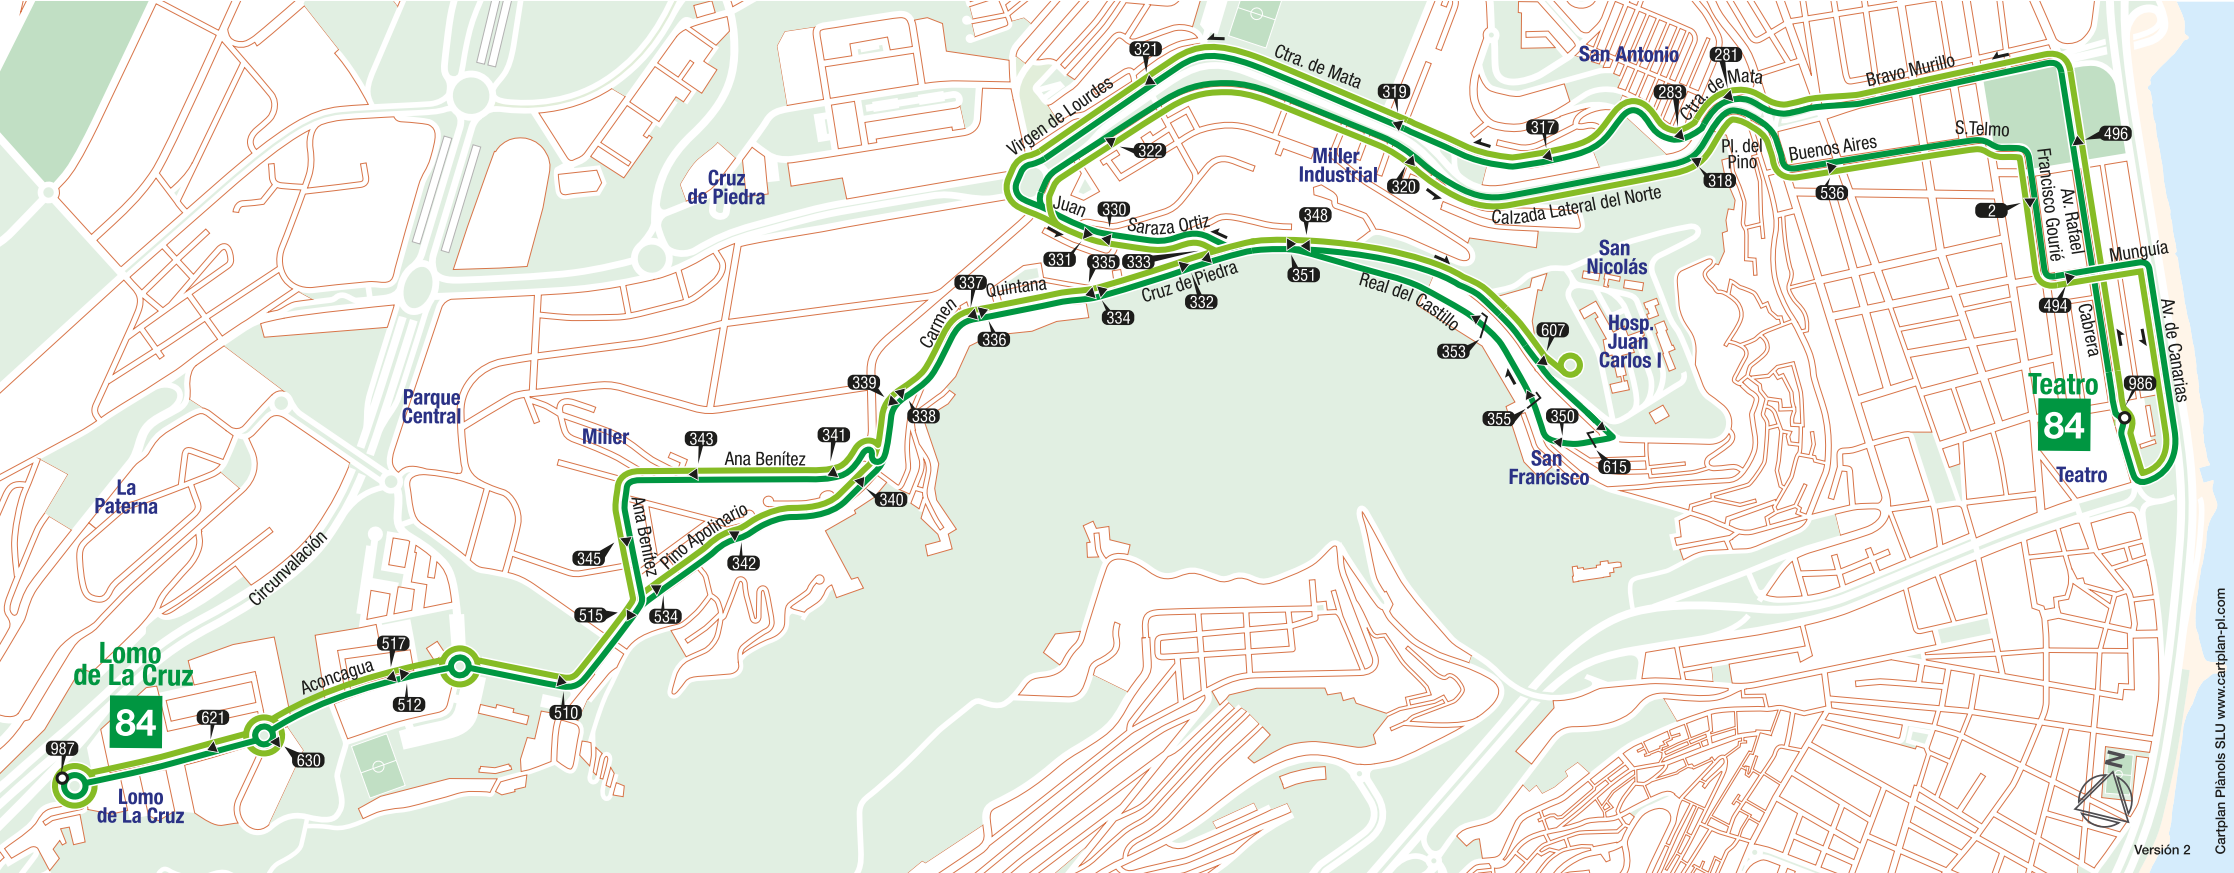 321
Ctra. de Mata
319
San Antonio
281
283
Ctra. de Mata
Bravo Murillo
496
Virgen de Lourdes
322
317
Miller
Industrial
320
Calzada Lateral del Norte
318
Pl. del
Pino
Buenos Aires
536
S.Telmo
2
Francisco Gourié
Av. Rafael
Cabrera
Munguía
494
Av. de Canarias
986
Teatro
84
Teatro
Cruz
de Piedra
Juan
330
Saraza Ortiz
331
335
333
332
Cruz de Piedra
334
348
351
Real del Castillo
353
355
350
615
607
San
Nicolás
Hosp.
Juan
Carlos I
San
Francisco
337
Quintana
336
Carmen
339
338
Parque
Central
Miller
343
Ana Benítez
341
340
Ana Benítez
Pino Apolinario
342
345
515
534
La
Paterna
Circunvalación
Lomo
de La Cruz
84
Aconcagua
517
512
510
621
630
987
Lomo
de La Cruz
N
Versión 2
Cartplan Plànols SLU www.cartplan-pl.com